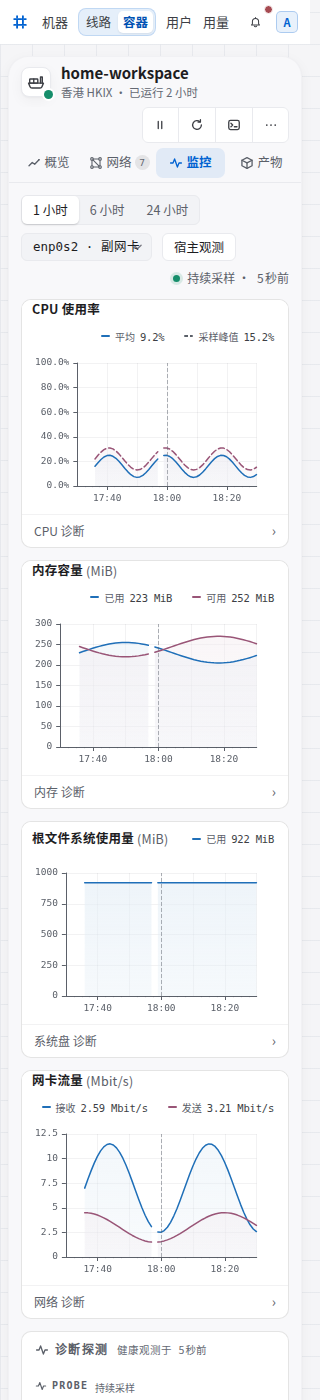 机器 线路 容器 用户 用量 A
home-workspace
香港 HKIX • 已运行 2 小时
概览 网络 7 监控 产物
1 小时 6 小时 24 小时
enp0s2 · 副网卡 宿主观测
持续采样 • 5秒前
CPU 使用率
平均 9.2% 采样峰值 15.2%
100.0%
80.0%
60.0%
40.0%
20.0%
0.0%
17:40 18:00 18:20
CPU 诊断 ›
内存容量 (MiB)
已用 223 MiB 可用 252 MiB
300
250
200
150
100
50
0
17:40 18:00 18:20
内存 诊断 ›
根文件系统使用量 (MiB) 已用 922 MiB
1000
750
500
250
0
17:40 18:00 18:20
系统盘 诊断 ›
网卡流量 (Mbit/s)
接收 2.59 Mbit/s 发送 3.21 Mbit/s
12.5
10
7.5
5
2.5
0
17:40 18:00 18:20
网络 诊断 ›
诊断探测 健康观测于 5秒前
PROBE 持续采样